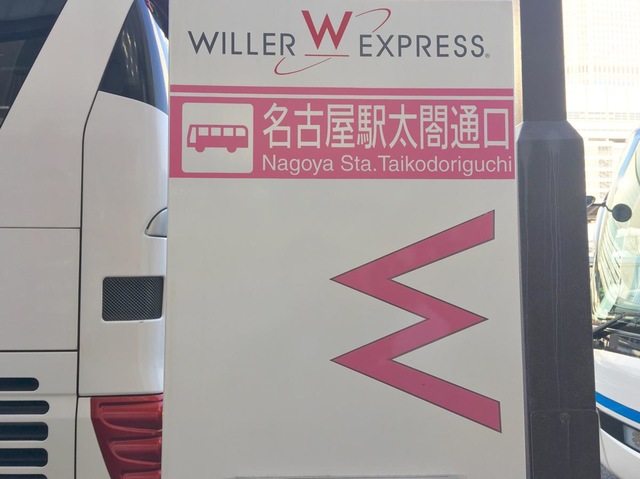 WILLER W EXPRESS®
名古屋駅太閤通口
Nagoya Sta.Taikodoriguchi
W